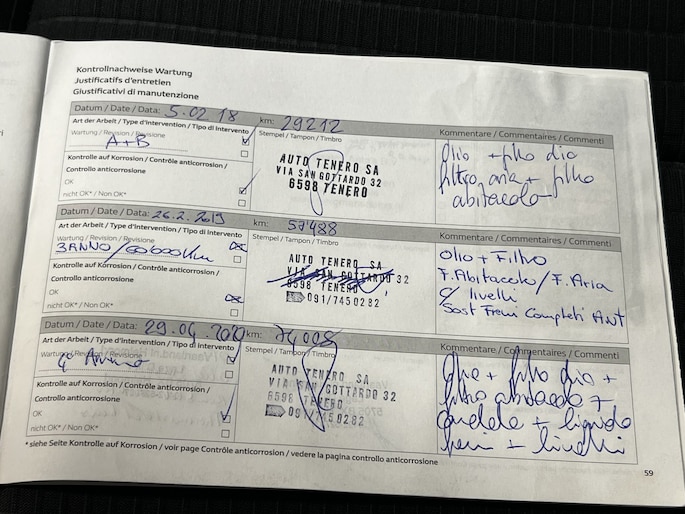 Kontrollnachweise Wartung
Justificatifs d'entretien
Giustificativi di manutenzione
Datum / Date / Data: 5.02 18 km: 29212
Art der Arbeit / Type d'intervention / Tipo di intervento
Wartung / Revision / Revisione
A+B
Kontrolle auf Korrosion / Contrôle anticorrosion /
Controllo anticorrosione
OK
nicht OK* / Non OK*
Stempel / Tampon / Timbro
AUTO TENERO SA
VIA SAN GOTTARDO 32
6598 TENERO
Kommentare / Commentaires / Commenti
Olio + filtro olio
filtro aria + filtro
abitacolo
Datum / Date / Data: 26.2.2019 km: 57488
Art der Arbeit / Type d'intervention / Tipo di intervento
Wartung / Revision / Revisione
3ANNO/60'000Km
Kontrolle auf Korrosion / Contrôle anticorrosion /
Controllo anticorrosione
OK
nicht OK* / Non OK*
Stempel / Tampon / Timbro
AUTO TENERO SA
VIA SAN GOTTARDO 32
6598 TENERO
091/7450282
Kommentare / Commentaires / Commenti
Olio + Filtro
F. Abitacolo / F. Aria
C/ livelli
Sost Freni Completi ANT
Datum / Date / Data: 29.04 km:
Art der Arbeit / Type d'intervention / Tipo di intervento
Wartung / Revision / Revisione
Kontrolle auf Korrosion / Contrôle anticorrosion /
Controllo anticorrosione
OK
nicht OK* / Non OK*
Stempel / Tampon / Timbro
AUTO TENERO SA
VIA SAN GOTTARDO 32
6598 TENERO
091/7450282
Kommentare / Commentaires / Commenti
Olio + filtro olio +
filtro abitacolo +
candele + liquido
freni + livelli
* siehe Seite Kontrolle auf Korrosion / voir page Contrôle anticorrosion / vedere la pagina controllo anticorrosione
59